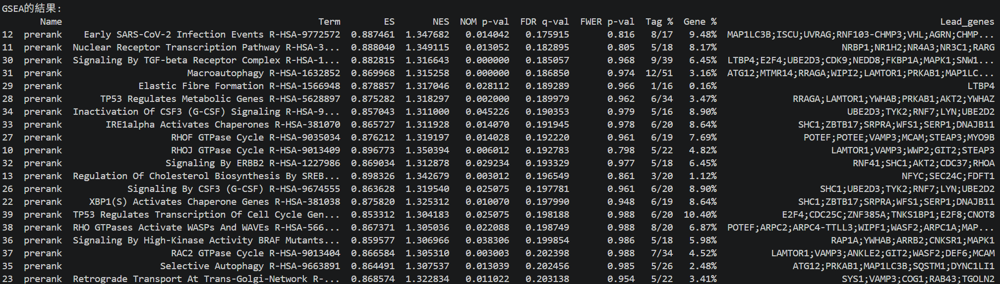 GSEA的結果:
Name Term ES NES NOM p-val FDR q-val FWER p-val Tag % Gene % Lead_genes
12 prerank Early SARS-CoV-2 Infection Events R-HSA-9772572 0.887461 1.347682 0.014042 0.175915 0.816 8/17 9.48% MAP1LC3B;ISCU;UVRAG;RNF103-CHMP3;VHL;AGRN;CHMP...
11 prerank Nuclear Receptor Transcription Pathway R-HSA-3... 0.888040 1.349115 0.013052 0.182895 0.805 5/18 8.17% NRBP1;NR1H2;NR4A3;NR3C1;RARG
30 prerank Signaling By TGF-beta Receptor Complex R-HSA-1... 0.882815 1.316643 0.000000 0.185057 0.968 9/39 6.45% LTBP4;E2F4;UBE2D3;CDK9;NEDD8;FKBP1A;MAPK1;SNW1...
31 prerank Macroautophagy R-HSA-1632852 0.869968 1.315258 0.000000 0.186850 0.974 12/51 3.16% ATG12;MTMR14;RRAGA;WIPI2;LAMTOR1;PRKAB1;MAP1LC...
29 prerank Elastic Fibre Formation R-HSA-1566948 0.878857 1.317046 0.028112 0.189289 0.966 1/16 0.16% LTBP4
28 prerank TP53 Regulates Metabolic Genes R-HSA-5628897 0.875282 1.318297 0.002000 0.189979 0.962 6/34 3.47% RRAGA;LAMTOR1;YWHAB;PRKAB1;AKT2;YWHAZ
34 prerank Inactivation Of CSF3 (G-CSF) Signaling R-HSA-9... 0.857043 1.311000 0.045226 0.190353 0.979 5/16 8.90% UBE2D3;TYK2;RNF7;LYN;UBE2D2
33 prerank IRE1alpha Activates Chaperones R-HSA-381070 0.865727 1.311928 0.014070 0.191945 0.978 6/20 8.64% SHC1;ZBTB17;SRPRA;WFS1;SERP1;DNAJB11
27 prerank RHOF GTPase Cycle R-HSA-9035034 0.876212 1.319197 0.014028 0.192220 0.961 6/19 7.69% POTEF;POTEE;VAMP3;MCAM;STEAP3;MYO9B
10 prerank RHOJ GTPase Cycle R-HSA-9013409 0.896773 1.350394 0.006012 0.192783 0.798 5/22 4.82% LAMTOR1;VAMP3;WWP2;GIT2;STEAP3
32 prerank Signaling By ERBB2 R-HSA-1227986 0.869034 1.312878 0.029234 0.193329 0.977 5/18 6.45% RNF41;SHC1;AKT2;CDC37;RHOA
13 prerank Regulation Of Cholesterol Biosynthesis By SREB... 0.898326 1.342679 0.003012 0.196549 0.861 3/20 1.12% NFYC;SEC24C;FDFT1
26 prerank Signaling By CSF3 (G-CSF) R-HSA-9674555 0.863628 1.319540 0.025075 0.197781 0.961 6/20 8.90% SHC1;UBE2D3;TYK2;RNF7;LYN;UBE2D2
22 prerank XBP1(S) Activates Chaperone Genes R-HSA-381038 0.875820 1.325312 0.010070 0.197990 0.948 6/19 8.64% SHC1;ZBTB17;SRPRA;WFS1;SERP1;DNAJB11
39 prerank TP53 Regulates Transcription Of Cell Cycle Gen... 0.853312 1.304183 0.025075 0.198188 0.988 6/20 10.40% E2F4;CDC25C;ZNF385A;TNKS1BP1;E2F8;CNOT8
38 prerank RHO GTPases Activate WASPs And WAVEs R-HSA-566... 0.867371 1.305036 0.022088 0.198749 0.988 8/20 6.87% POTEF;ARPC2;ARPC4-TTLL3;WIPF1;WASF2;ARPC1A;MAP...
36 prerank Signaling By High-Kinase Activity BRAF Mutants... 0.859577 1.306966 0.038306 0.199854 0.986 5/18 5.98% RAP1A;YWHAB;ARRB2;CNKSR1;MAPK1
37 prerank RAC2 GTPase Cycle R-HSA-9013404 0.866584 1.305310 0.003003 0.202398 0.988 7/34 4.52% LAMTOR1;VAMP3;ANKLE2;GIT2;WASF2;DEF6;MCAM
35 prerank Selective Autophagy R-HSA-9663891 0.864491 1.307537 0.013039 0.202456 0.985 5/26 2.48% ATG12;PRKAB1;MAP1LC3B;SQSTM1;DYNC1LI1
23 prerank Retrograde Transport At Trans-Golgi-Network R-... 0.868574 1.322834 0.011022 0.203138 0.954 5/22 3.41% SYS1;VAMP3;COG1;RAB43;TGOLN2